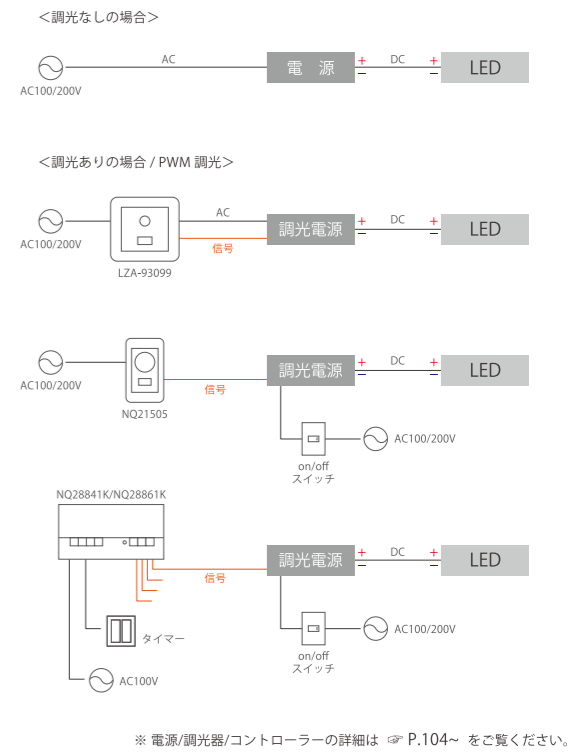 ＜調光なしの場合＞
AC
電 源
+ DC +
− −
LED
AC100/200V
＜調光ありの場合 / PWM 調光＞
AC
信号
調光電源
+ DC +
− −
LED
AC100/200V
LZA-93099
信号
調光電源
+ DC +
− −
LED
AC100/200V
NQ21505
AC100/200V
on/off
スイッチ
NQ28841K/NQ28861K
信号
調光電源
+ DC +
− −
LED
タイマー
AC100/200V
on/off
スイッチ
AC100V
※ 電源/調光器/コントローラーの詳細は ☞ P.104~ をご覧ください。